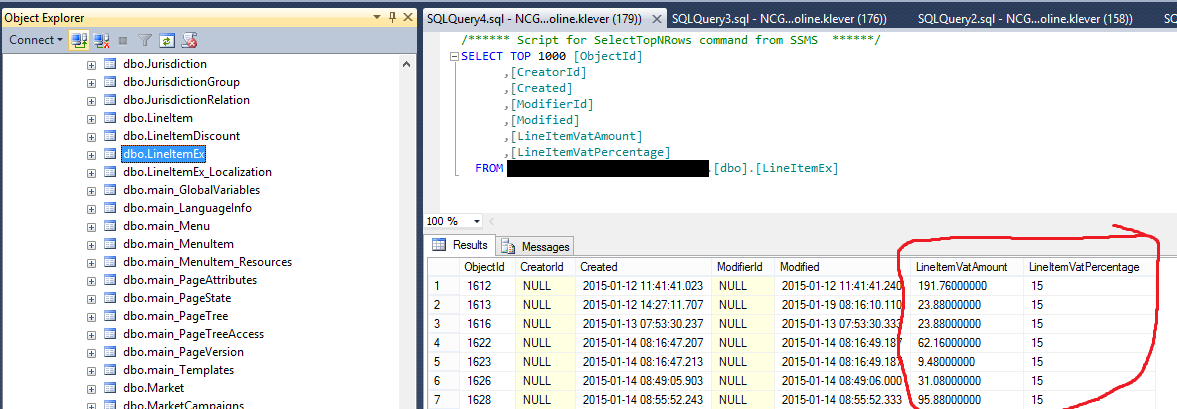 Object Explorer
Connect
dbo.Jurisdiction
dbo.JurisdictionGroup
dbo.JurisdictionRelation
dbo.LineItem
dbo.LineItemDiscount
dbo.LineItemEx
dbo.LineItemEx_Localization
dbo.main_GlobalVariables
dbo.main_LanguageInfo
dbo.main_Menu
dbo.main_MenuItem
dbo.main_MenuItem_Resources
dbo.main_PageAttributes
dbo.main_PageState
dbo.main_PageTree
dbo.main_PageTreeAccess
dbo.main_PageVersion
dbo.main_Templates
dbo.Market
dbo.MarketCampaigns
SQLQuery4.sql - NCG...oline.klever (179)) SQLQuery3.sql - NCG...oline.klever (176)) SQLQuery2.sql - NCG...oline.klever (158)) SQ
/****** Script for SelectTopNRows command from SSMS ******/
SELECT TOP 1000 [ObjectId]
,[CreatorId]
,[Created]
,[ModifierId]
,[Modified]
,[LineItemVatAmount]
,[LineItemVatPercentage]
FROM .[dbo].[LineItemEx]
100 %
Results Messages
ObjectId CreatorId Created ModifierId Modified LineItemVatAmount LineItemVatPercentage
1 1612 NULL 2015-01-12 11:41:41.023 NULL 2015-01-12 11:41:41.240 191.76000000 15
2 1613 NULL 2015-01-12 14:27:11.707 NULL 2015-01-19 08:16:10.110 23.88000000 15
3 1616 NULL 2015-01-13 07:53:30.237 NULL 2015-01-13 07:53:30.333 23.88000000 15
4 1622 NULL 2015-01-14 08:16:47.207 NULL 2015-01-14 08:16:49.187 62.16000000 15
5 1623 NULL 2015-01-14 08:16:47.213 NULL 2015-01-14 08:16:49.187 9.48000000 15
6 1626 NULL 2015-01-14 08:49:05.903 NULL 2015-01-14 08:49:06.000 31.08000000 15
7 1628 NULL 2015-01-14 08:55:52.243 NULL 2015-01-14 08:55:52.333 95.88000000 15